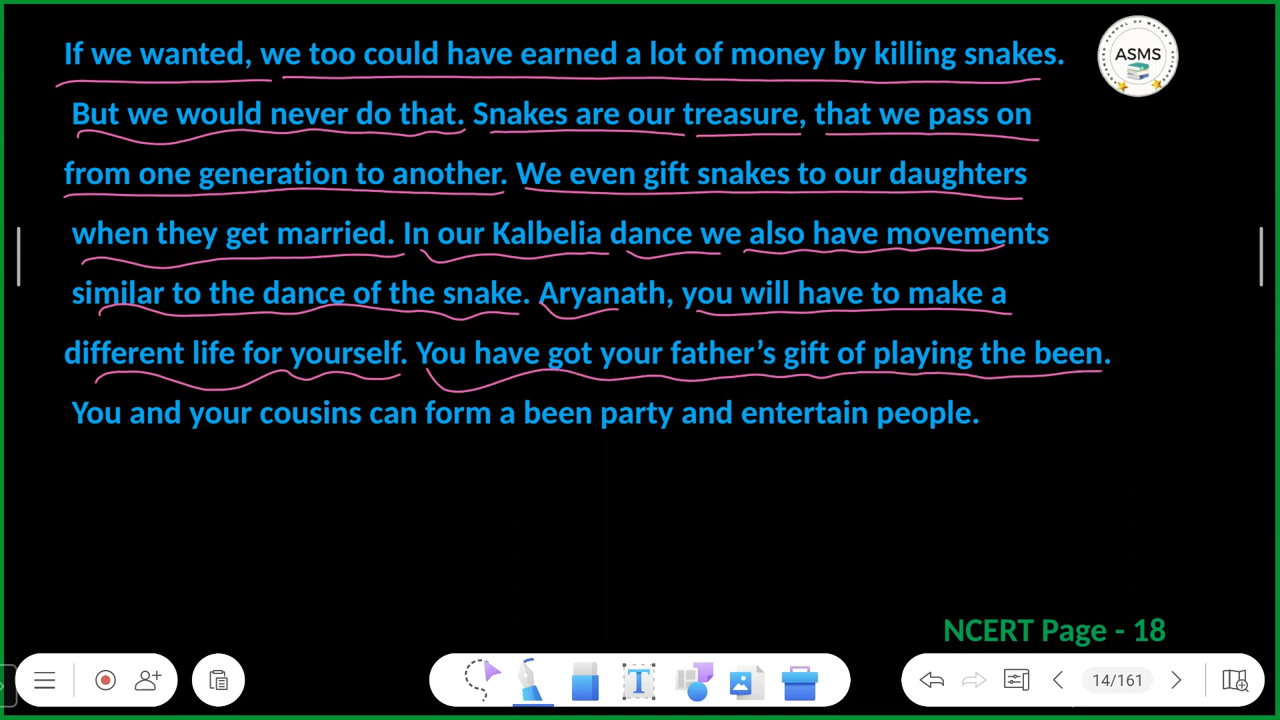 If we wanted, we too could have earned a lot of money by killing snakes.
But we would never do that. Snakes are our treasure, that we pass on
from one generation to another. We even gift snakes to our daughters
when they get married. In our Kalbelia dance we also have movements
similar to the dance of the snake. Aryanath, you will have to make a
different life for yourself. You have got your father’s gift of playing the been.
You and your cousins can form a been party and entertain people.
ASMS
NCERT Page - 18
T
14/161